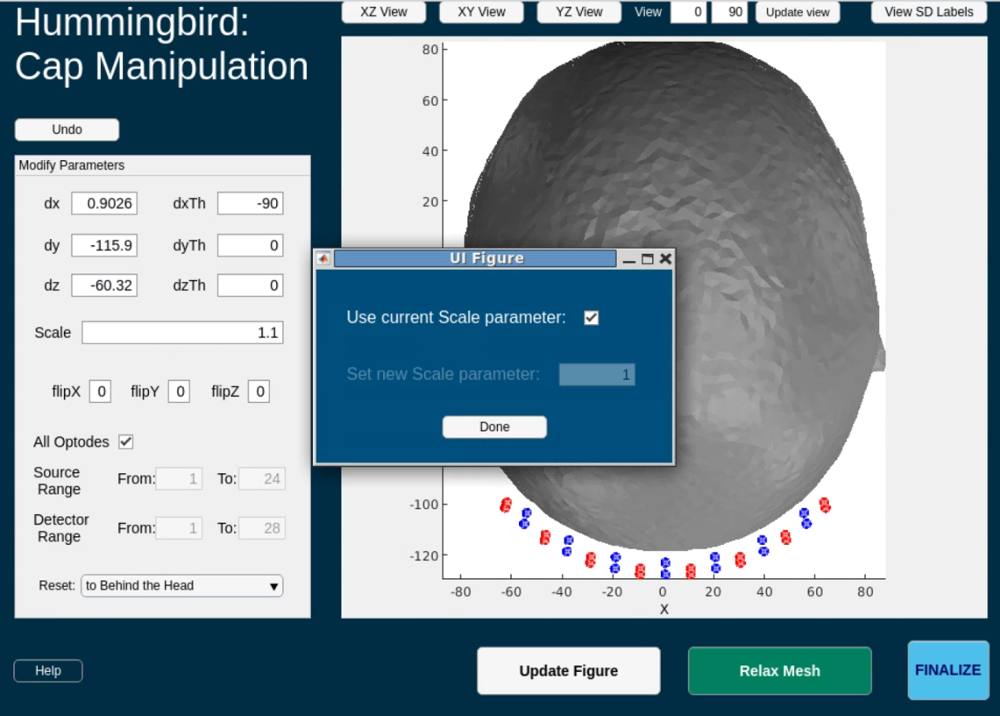 Hummingbird:
Cap Manipulation
XZ View
XY View
YZ View
View
0
90
Update view
View SD Labels
Undo
Modify Parameters
dx 0.9026 dxTh -90
dy -115.9 dyTh 0
dz -60.32 dzTh 0
Scale 1.1
flipX 0 flipY 0 flipZ 0
All Optodes
Source
Range
From: 1 To: 24
Detector
Range
From: 1 To: 28
Reset: to Behind the Head
80
60
40
20
-100
-120
-80 -60 -40 -20 0 20 40 60 80
X
UI Figure
Use current Scale parameter:
Set new Scale parameter: 1
Done
Help
Update Figure
Relax Mesh
FINALIZE